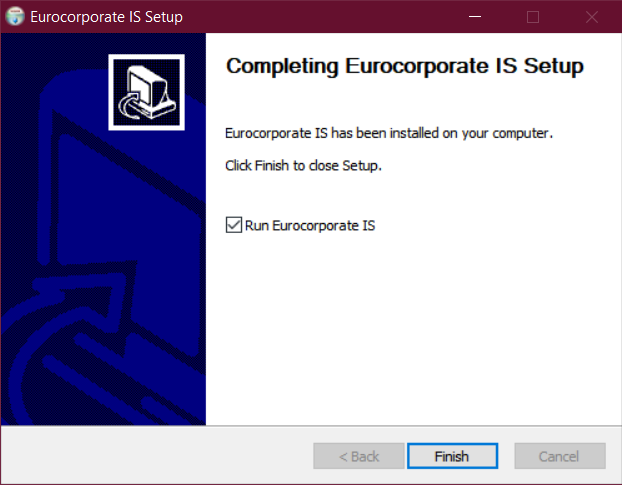 Eurocorporate IS Setup
Completing Eurocorporate IS Setup
Eurocorporate IS has been installed on your computer.
Click Finish to close Setup.
Run Eurocorporate IS
< Back
Finish
Cancel